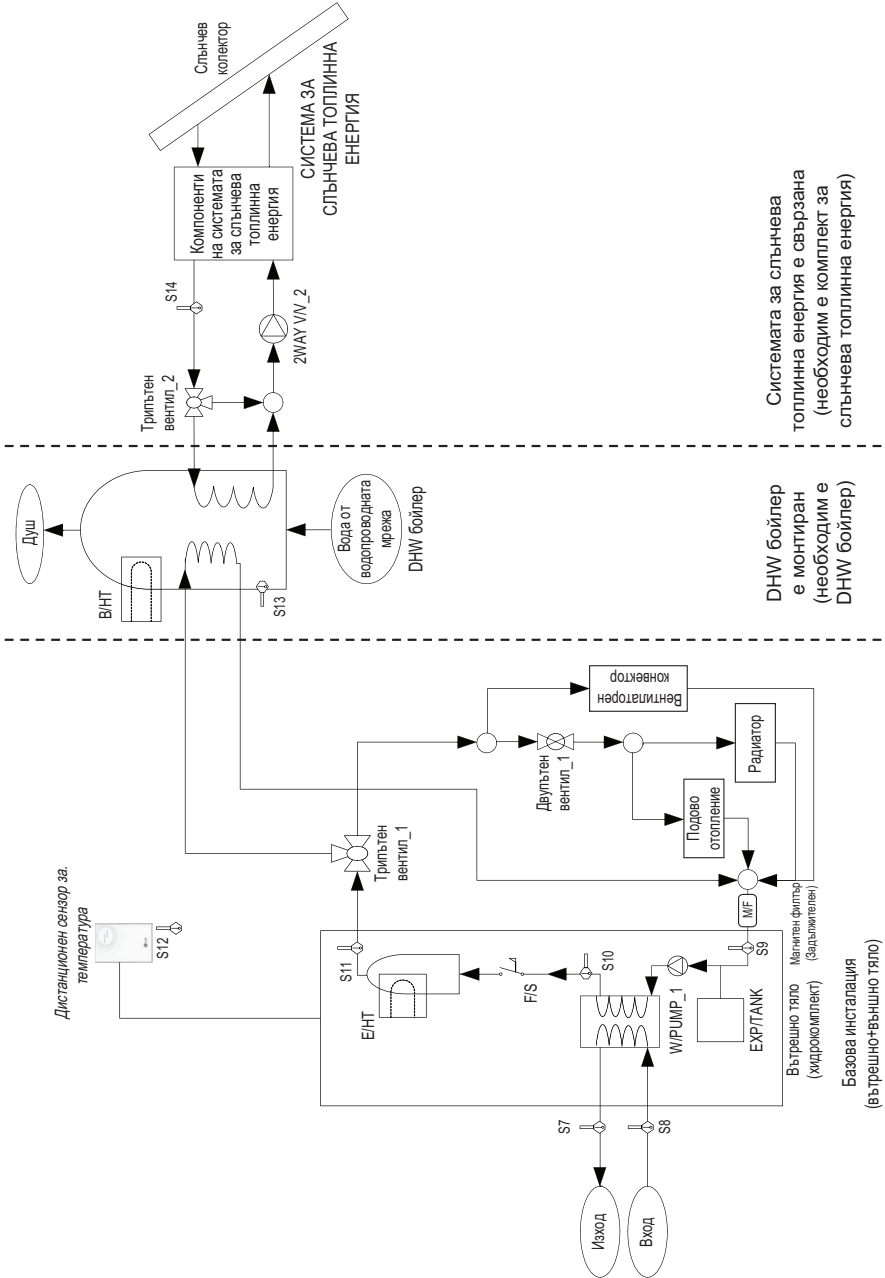 Слънчев
колектор
СИСТЕМА ЗА
СЛЪНЧЕВА ТОПЛИННА
ЕНЕРГИЯ
Компоненти
на системата
за слънчева
топлинна
енергия
S14
2WAY V/V_2
Трипътен
вентил_2
Системата за слънчева
топлинна енергия е свързана
(необходим е комплект за
слънчева топлинна енергия)
Душ
B/HT
S13
Вода от
водопроводната
мрежа
DHW бойлер
DHW бойлер
е монтиран
(необходим е
DHW бойлер)
Дистанционен сензор за.
температура
S12
Трипътен
вентил_1
Вентилаторен
конвектор
Двупътен
вентил_1
Радиатор
Подово
отопление
M/F
Магнитен филтър
(Задължителен)
S11
E/HT
F/S
S10
S9
W/PUMP_1
EXP/TANK
Вътрешно тяло
(хидрокомплект)
S7
S8
Изход
Вход
Базова инсталация
(вътрешно+външно тяло)